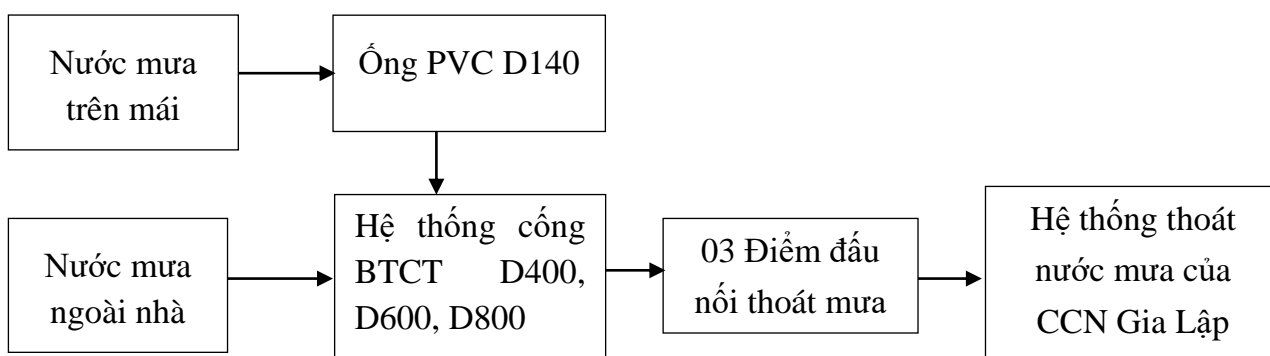 Nước mưa
trên mái
Ống PVC D140
Nước mưa
ngoài nhà
Hệ thống cống
BTCT D400,
D600, D800
03 Điểm đấu
nối thoát mưa
Hệ thống thoát
nước mưa của
CCN Gia Lập